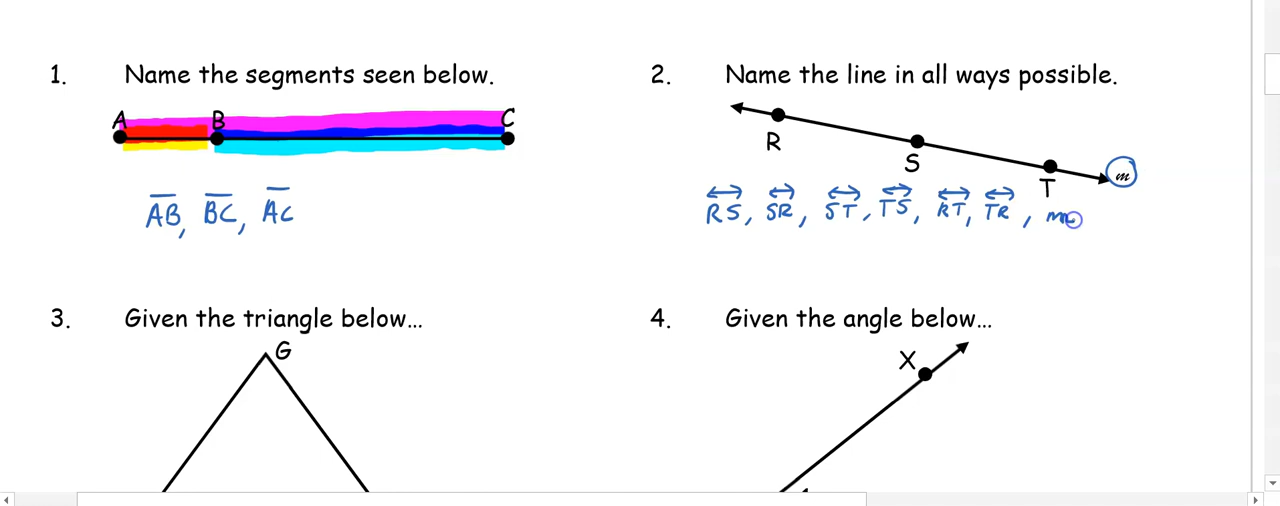 1. Name the segments seen below.
A B C
AB, BC, AC
2. Name the line in all ways possible.
R S T m
RS, SR, ST, TS, RT, TR, m
3. Given the triangle below...
G
4. Given the angle below...
X